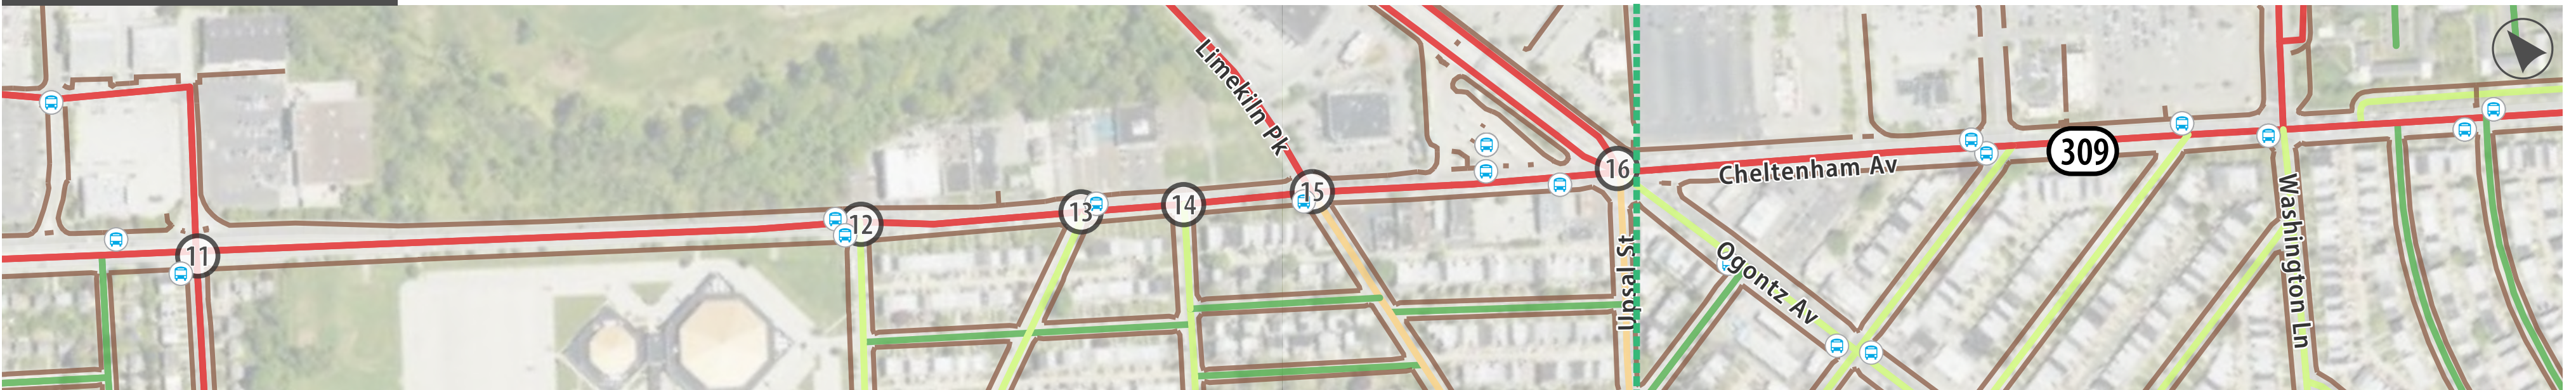 Limekiln Pk
11
12
13
14
15
16
Upsal St
Cheltenham Av
309
Ogontz Av
Washington Ln